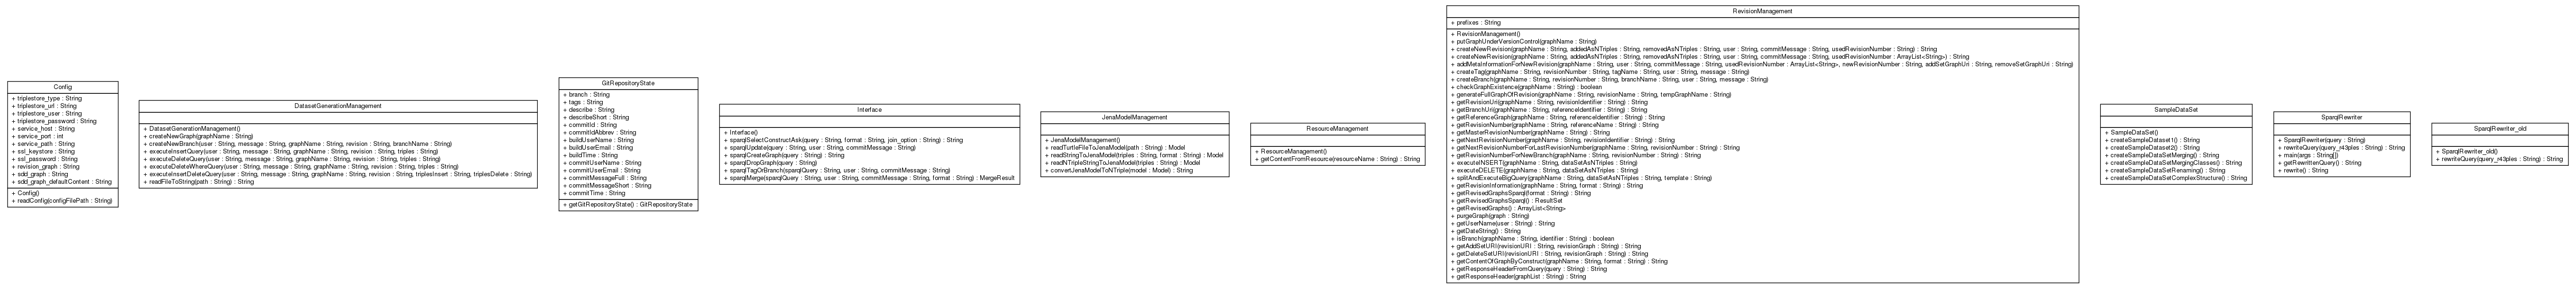 Config
+ triplestore_type : String
+ triplestore_url : String
+ triplestore_user : String
+ triplestore_password : String
+ service_host : String
+ service_port : int
+ service_path : String
+ ssl_keystore : String
+ ssl_password : String
+ revision_graph : String
+ sdd_graph : String
+ sdd_graph_defaultContent : String
+ Config()
+ readConfig(configFilePath : String)
DatasetGenerationManagement
+ DatasetGenerationManagement()
+ createNewGraph(graphName : String)
+ createNewBranch(user : String, message : String, graphName : String, revision : String, branchName : String)
+ executeInsertQuery(user : String, message : String, graphName : String, revision : String, triples : String)
+ executeDeleteQuery(user : String, message : String, graphName : String, revision : String, triples : String)
+ executeDeleteWhereQuery(user : String, message : String, graphName : String, revision : String, triples : String)
+ executeInsertDeleteQuery(user : String, message : String, graphName : String, revision : String, triplesInsert : String, triplesDelete : String)
+ readFileToString(path : String) : String
GitRepositoryState
+ branch : String
+ tags : String
+ describe : String
+ describeShort : String
+ commitId : String
+ commitIdAbbrev : String
+ buildUserName : String
+ buildUserEmail : String
+ buildTime : String
+ commitUserName : String
+ commitUserEmail : String
+ commitMessageFull : String
+ commitMessageShort : String
+ commitTime : String
+ getGitRepositoryState() : GitRepositoryState
Interface
+ Interface()
+ sparqlSelectConstructAsk(query : String, format : String, join_option : String) : String
+ sparqlUpdate(query : String, user : String, commitMessage : String)
+ sparqlCreateGraph(query : String) : String
+ sparqlDropGraph(query : String)
+ sparqlTagOrBranch(sparqlQuery : String, user : String, commitMessage : String)
+ sparqlMerge(sparqlQuery : String, user : String, commitMessage : String, format : String) : MergeResult
JenaModelManagement
+ JenaModelManagement()
+ readTurtleFileToJenaModel(path : String) : Model
+ readStringToJenaModel(triples : String, format : String) : Model
+ readNTripleStringToJenaModel(triples : String) : Model
+ convertJenaModelToNTriple(model : Model) : String
ResourceManagement
+ ResourceManagement()
+ getContentFromResource(resourceName : String) : String
RevisionManagement
+ prefixes : String
+ RevisionManagement()
+ putGraphUnderVersionControl(graphName : String)
+ createNewRevision(graphName : String, addedAsNTriples : String, removedAsNTriples : String, user : String, commitMessage : String, usedRevisionNumber : String) : String
+ createNewRevision(graphName : String, addedAsNTriples : String, removedAsNTriples : String, user : String, commitMessage : String, usedRevisionNumber : ArrayList<String>) : String
+ addMetaInformationForNewRevision(graphName : String, user : String, commitMessage : String, usedRevisionNumber : ArrayList<String>, newRevisionNumber : String, addSetGraphUri : String, removeSetGraphUri : String)
+ createTag(graphName : String, revisionNumber : String, tagName : String, user : String, message : String)
+ createBranch(graphName : String, revisionNumber : String, branchName : String, user : String, message : String)
+ checkGraphExistence(graphName : String) : boolean
+ generateFullGraphOfRevision(graphName : String, revisionName : String, tempGraphName : String)
+ getRevisionUri(graphName : String, revisionIdentifier : String) : String
+ getBranchUri(graphName : String, referenceIdentifier : String) : String
+ getReferenceGraph(graphName : String, referenceIdentifier : String) : String
+ getRevisionNumber(graphName : String, referenceName : String) : String
+ getMasterRevisionNumber(graphName : String) : String
+ getNextRevisionNumber(graphName : String, revisionIdentifier : String) : String
+ getNextRevisionNumberForLastRevisionNumber(graphName : String, revisionNumber : String) : String
+ getRevisionNumberForNewBranch(graphName : String, revisionNumber : String) : String
+ executeINSERT(graphName : String, dataSetAsNTriples : String)
+ executeDELETE(graphName : String, dataSetAsNTriples : String)
+ splitAndExecuteBigQuery(graphName : String, dataSetAsNTriples : String, template : String)
+ getRevisionInformation(graphName : String, format : String) : String
+ getRevisedGraphsSparql(format : String) : String
+ getRevisedGraphsSparql() : ResultSet
+ getRevisedGraphs() : ArrayList<String>
+ purgeGraph(graph : String)
+ getUserName(user : String) : String
+ getDateString() : String
+ isBranch(graphName : String, identifier : String) : boolean
+ getAddSetURI(revisionURI : String, revisionGraph : String) : String
+ getDeleteSetURI(revisionURI : String, revisionGraph : String) : String
+ getContentOfGraphByConstruct(graphName : String, format : String) : String
+ getResponseHeaderFromQuery(query : String) : String
+ getResponseHeader(graphList : String) : String
SampleDataSet
+ SampleDataSet()
+ createSampleDataset1() : String
+ createSampleDataset2() : String
+ createSampleDataSetMerging() : String
+ createSampleDataSetMergingClasses() : String
+ createSampleDataSetRenaming() : String
+ createSampleDataSetComplexStructure() : String
SparqlRewriter
+ SparqlRewriter(query : String)
+ rewriteQuery(query_r43ples : String) : String
+ main(args : String[])
+ getRewrittenQuery() : String
+ rewrite() : String
SparqlRewriter_old
+ SparqlRewriter_old()
+ rewriteQuery(query_r43ples : String) : String